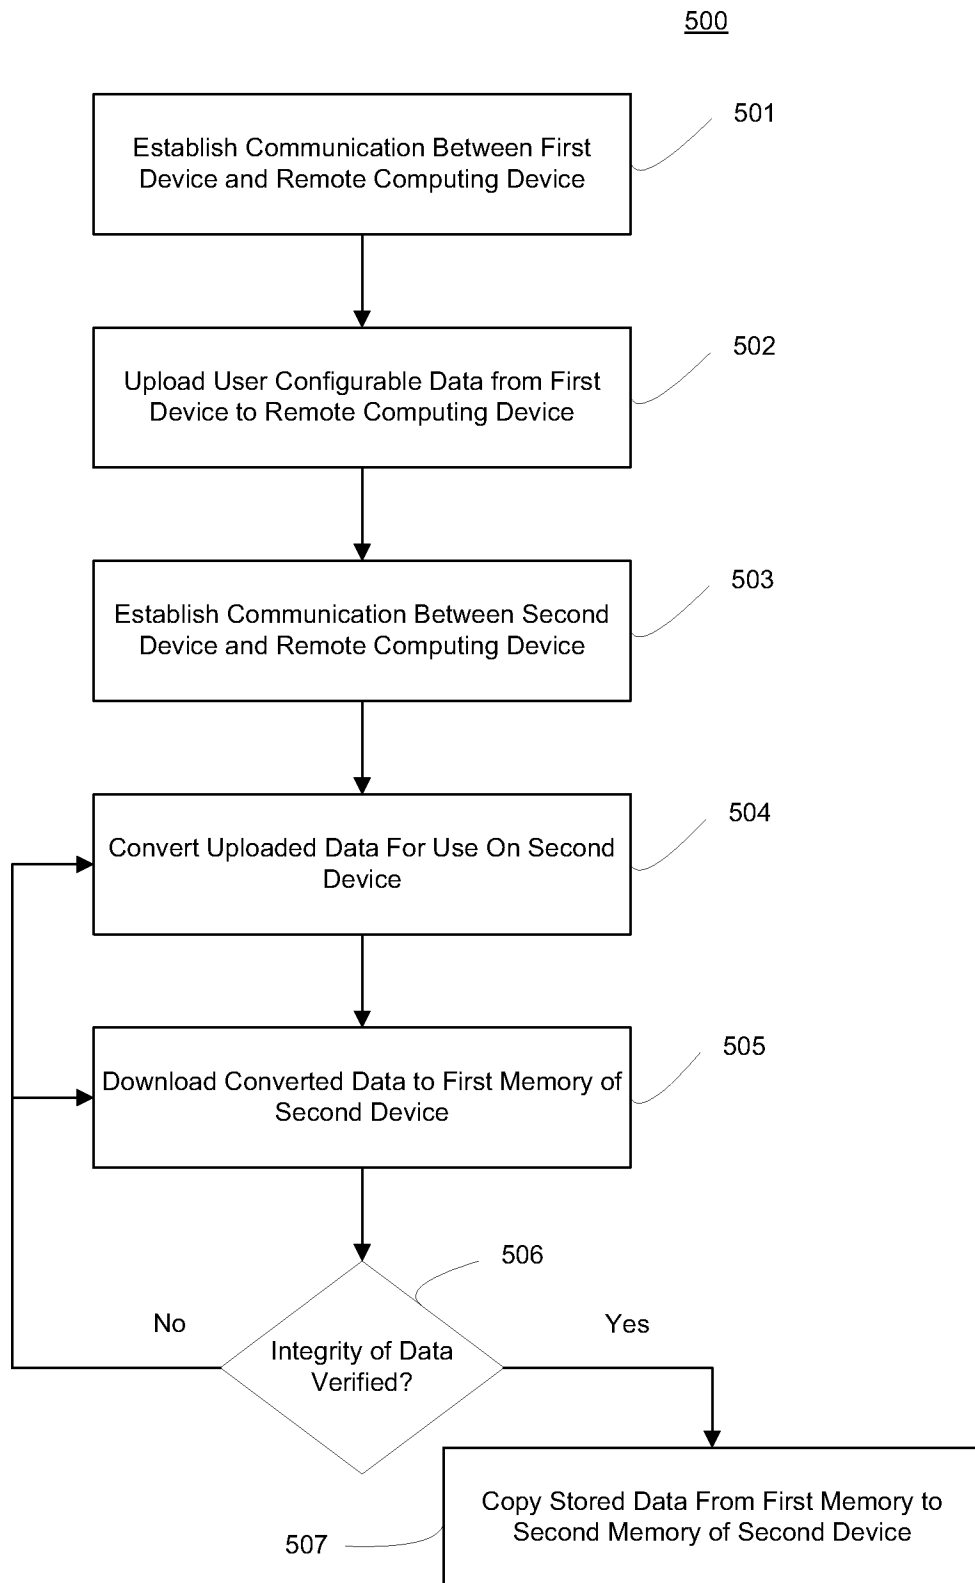 500
501
Establish Communication Between First
Device and Remote Computing Device
502
Upload User Configurable Data from First
Device to Remote Computing Device
503
Establish Communication Between Second
Device and Remote Computing Device
504
Convert Uploaded Data For Use On Second
Device
505
Download Converted Data to First Memory of
Second Device
506
No
Yes
Integrity of Data
Verified?
Copy Stored Data From First Memory to
Second Memory of Second Device
507